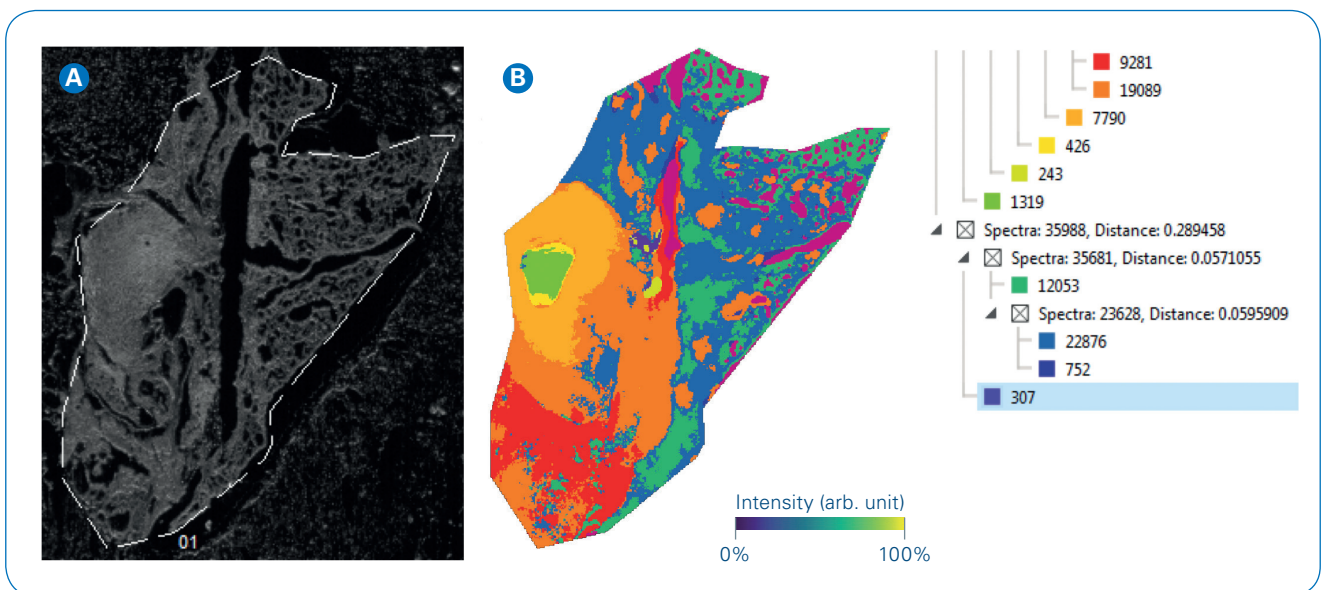 A
01
B
Intensity (arb. unit)
0% 100%
9281
19089
7790
426
243
1319
Spectra: 35988, Distance: 0.289458
Spectra: 35681, Distance: 0.0571055
12053
Spectra: 23628, Distance: 0.0595909
22876
752
307